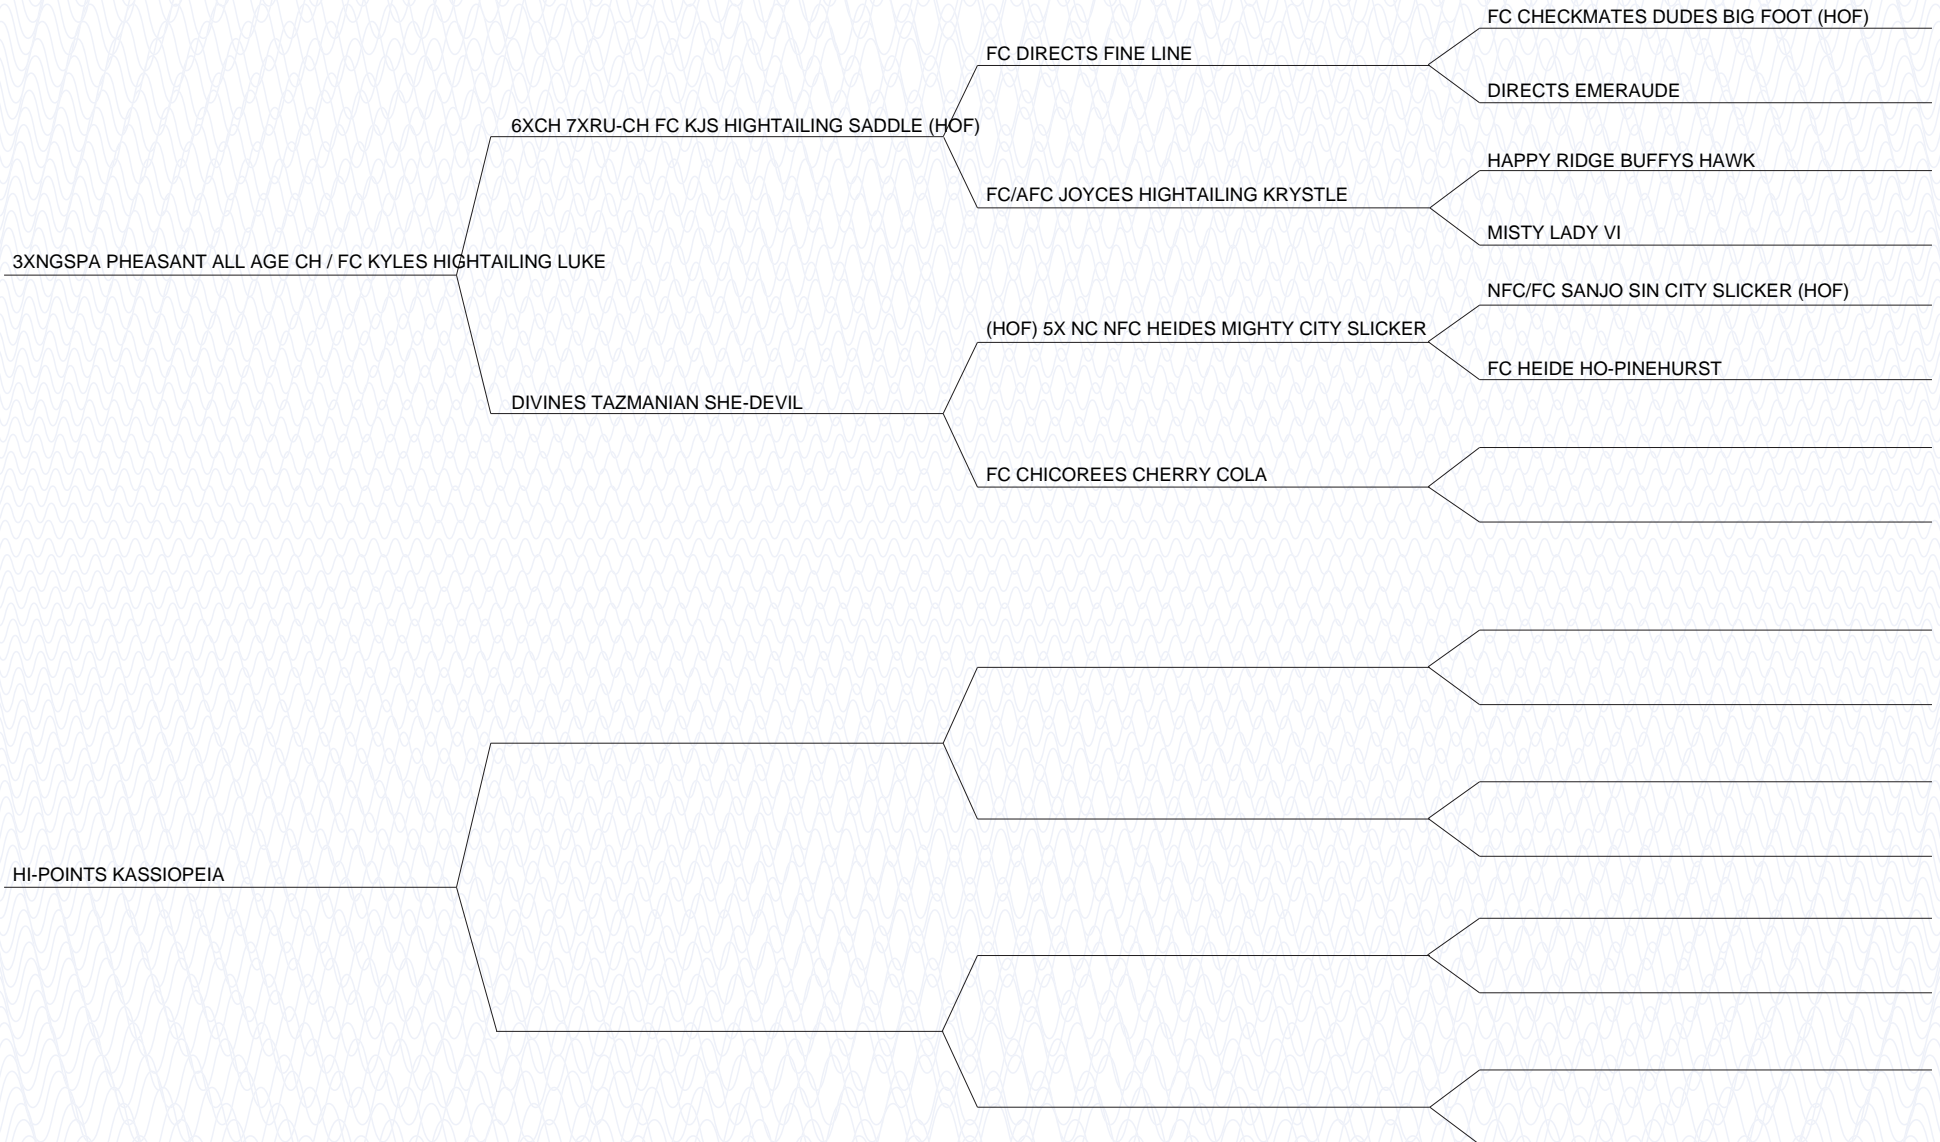 FC CHECKMATES DUDES BIG FOOT (HOF)
FC DIRECTS FINE LINE
DIRECTS EMERAUDE
6XCH 7XRU-CH FC KJS HIGHTAILING SADDLE (HOF)
HAPPY RIDGE BUFFYS HAWK
FC/AFC JOYCES HIGHTAILING KRYSTLE
MISTY LADY VI
3XNGSPA PHEASANT ALL AGE CH / FC KYLES HIGHTAILING LUKE
NFC/FC SANJO SIN CITY SLICKER (HOF)
(HOF) 5X NC NFC HEIDES MIGHTY CITY SLICKER
FC HEIDE HO-PINEHURST
DIVINES TAZMANIAN SHE-DEVIL
FC CHICOREES CHERRY COLA
HI-POINTS KASSIOPEIA